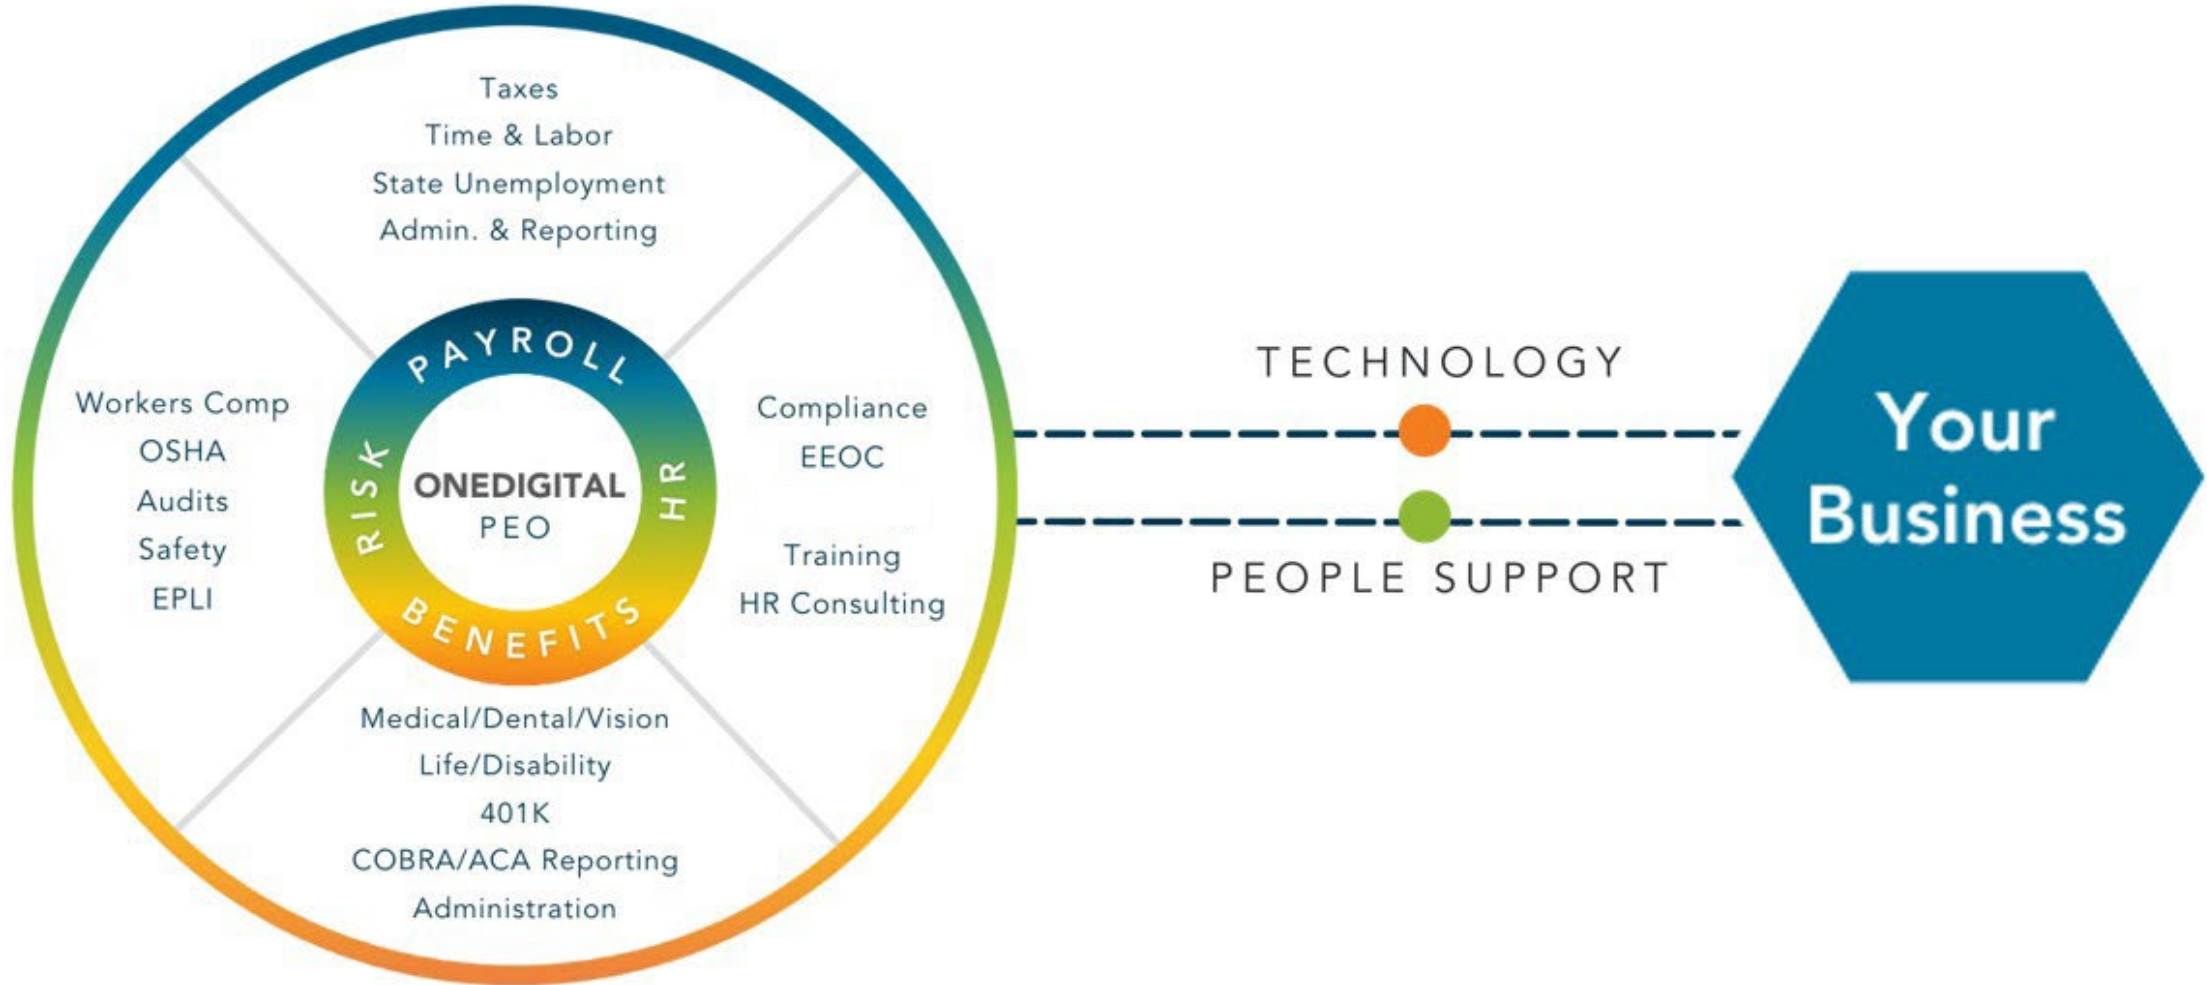 Taxes
Time & Labor
State Unemployment
Admin. & Reporting
PAYROLL
Workers Comp
OSHA
Audits
Safety
EPLI
RISK
ONEDIGITAL
PEO
HR
Compliance
EEOC
Training
HR Consulting
BENEFITS
Medical/Dental/Vision
Life/Disability
401K
COBRA/ACA Reporting
Administration
TECHNOLOGY
PEOPLE SUPPORT
Your
Business